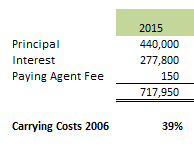 2015
Principal 440,000
Interest 277,800
Paying Agent Fee 150
717,950
Carrying Costs 2006 39%